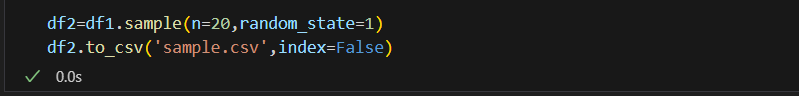 df2=df1.sample(n=20,random_state=1)
df2.to_csv('sample.csv',index=False)
0.0s